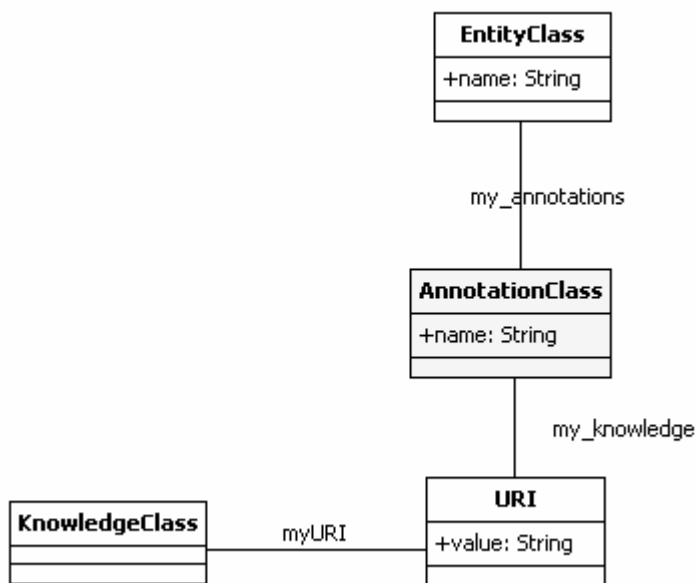 EntityClass
+name: String
my_annotations
AnnotationClass
+name: String
my_knowledge
URI
+value: String
KnowledgeClass
myURI